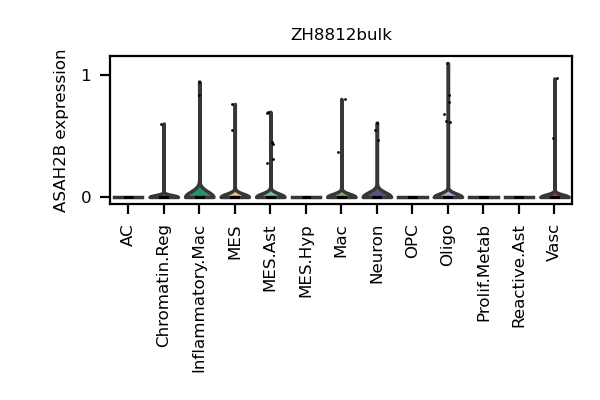 ZH8812bulk
ASAH2B expression
1
0
AC
Chromatin.Reg
Inflammatory.Mac
MES
MES.Ast
MES.Hyp
Mac
Neuron
OPC
Oligo
Prolif.Metab
Reactive.Ast
Vasc